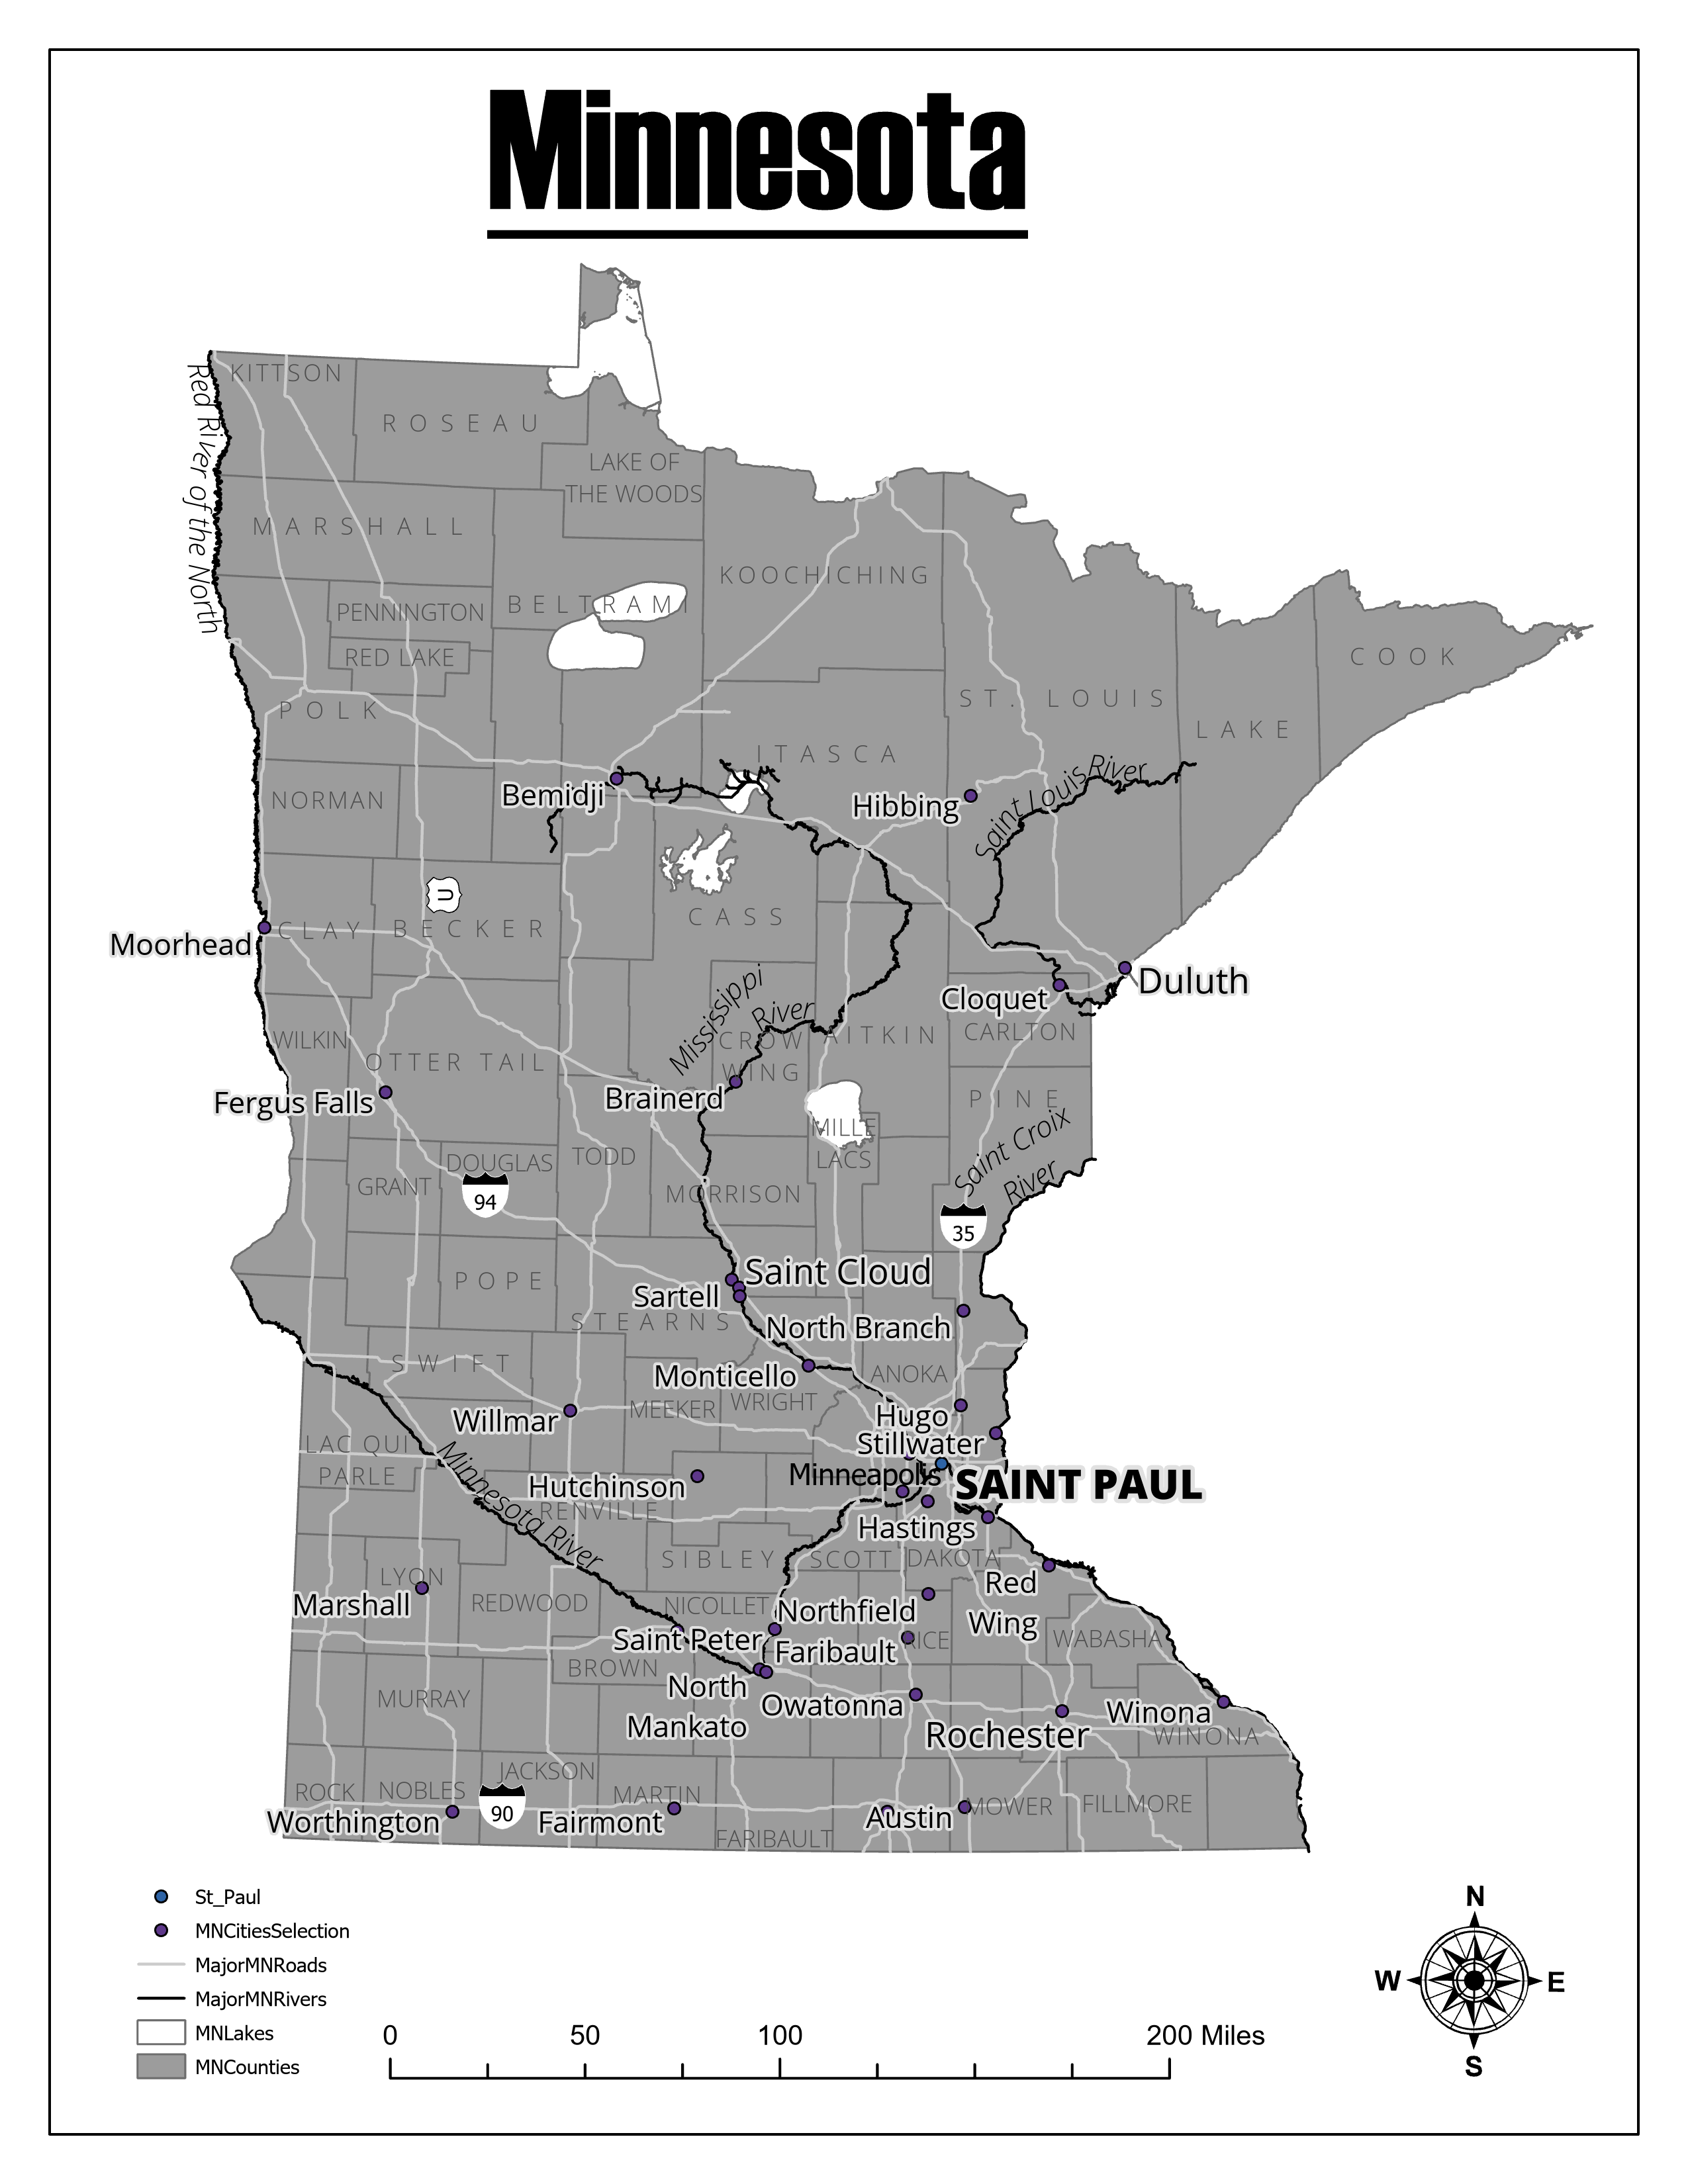 Minnesota
KITTSON
ROSEAU
LAKE OF
THE WOODS
Red River of the North
MARSHALL
KOOCHICHING
PENNINGTON
BELTRAMI
RED LAKE
COOK
POLK
ST. LOUIS
LAKE
ITASCA
Saint Louis River
Bemidji
NORMAN
Hibbing
U
CASS
Moorhead
CLAY
BECKER
Duluth
Cloquet
Mississippi
River
WILKIN
CROW
WING
AITKIN
CARLTON
OTTER TAIL
Fergus Falls
Brainerd
PINE
MILLE
LACS
Saint Croix
River
DOUGLAS
TODD
GRANT
94
MORRISON
35
POPE
Saint Cloud
Sartell
STEARNS
North Branch
SWIFT
Monticello
ANOKA
WRIGHT
MEEKER
Willmar
Hugo
Stillwater
LAC QUI
PARLE
Minnesota River
Minneapolis
SAINT PAUL
Hutchinson
RENVILLE
Hastings
SIBLEY
SCOTT
DAKOTA
LYON
Red
Wing
Marshall
REDWOOD
NICOLLET
Northfield
Saint Peter
Faribault
RICE
WABASHA
BROWN
North
Mankato
MURRAY
Owatonna
Winona
Rochester
WINONA
JACKSON
ROCK
NOBLES
90
MARTIN
Worthington
Fairmont
Austin
MOWER
FILLMORE
FARIBAULT
St_Paul
MNCitiesSelection
MajorMNRoads
MajorMNRivers
MNLakes
MNCounties
0 50 100 200 Miles
N
W E
S